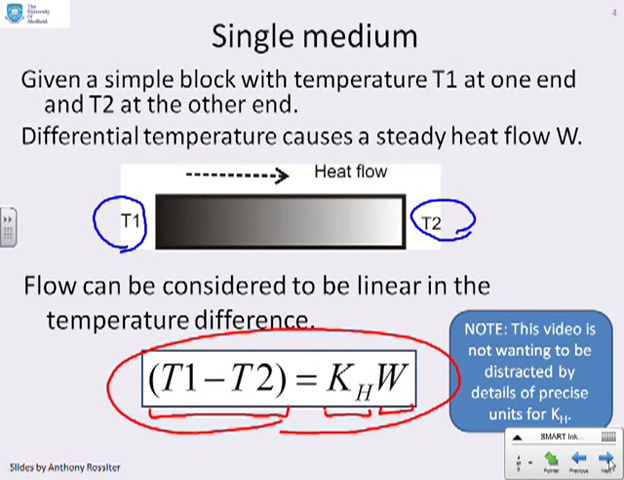 The
University
Of
Sheffield.
4
Single medium
Given a simple block with temperature T1 at one end
and T2 at the other end.
Differential temperature causes a steady heat flow W.
Heat flow
T1
T2
Flow can be considered to be linear in the
temperature difference.
(T1−T2) = K_H W
NOTE: This video is
not wanting to be
distracted by
details of precise
units for K_H.
SMART Ink...
Pointer
Previous
Next
Slides by Anthony Rossiter